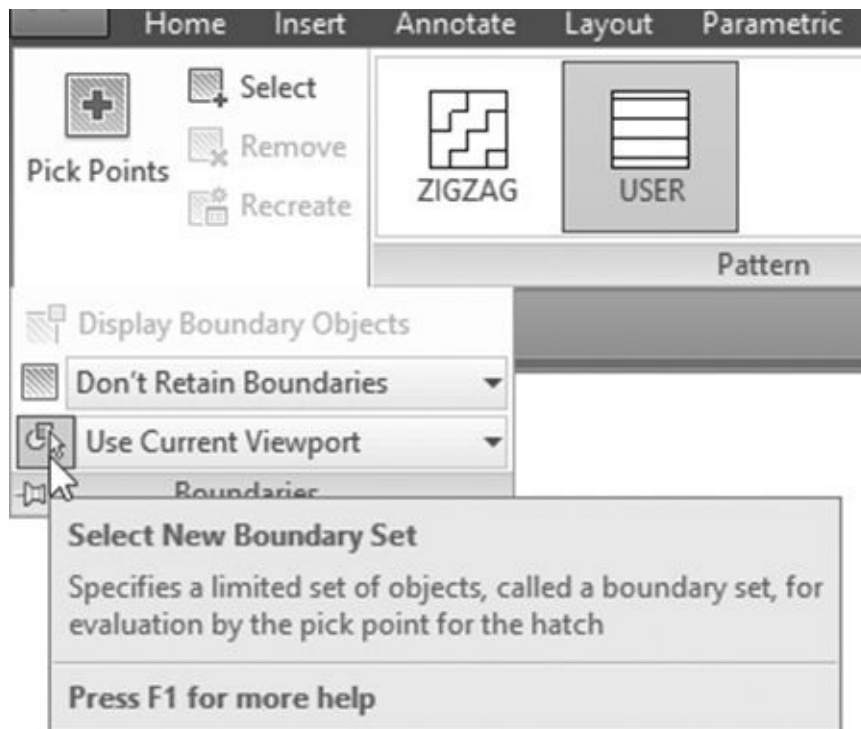 Home Insert Annotate Layout Parametric
Pick Points
Select
Remove
Recreate
ZIGZAG
USER
Pattern
Display Boundary Objects
Don't Retain Boundaries
Use Current Viewport
Boundaries
Select New Boundary Set
Specifies a limited set of objects, called a boundary set, for
evaluation by the pick point for the hatch
Press F1 for more help